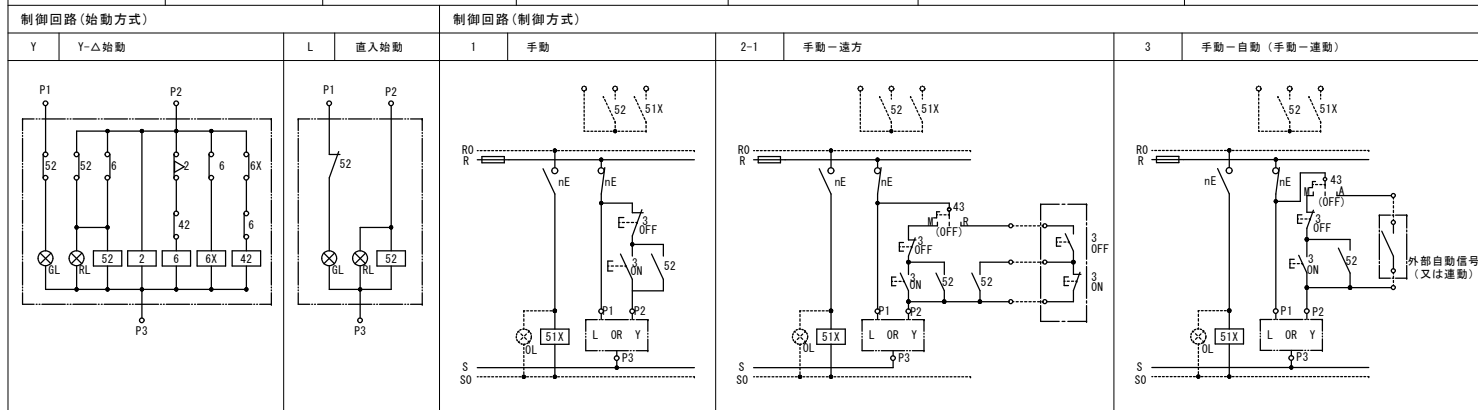 制御回路(始動方式)
制御回路(制御方式)
Y Y-△始動
L 直入始動
1 手動
2-1 手動－遠方
3 手動－自動（手動－連動）
P1
P2
52
52
6
2
6
6X
42
6
GL
RL
52
2
6
6X
42
P3
P1
P2
52
GL
RL
52
P3
52
51X
R0
R
nE
nE
3
OFF
3
ON
52
P1
P2
OL
51X
L OR Y
P3
S
S0
52
51X
R0
R
nE
nE
43
M
R
(OFF)
3
OFF
3
OFF
3
ON
52
52
3
ON
P1
P2
OL
51X
L OR Y
P3
S
S0
52
51X
R0
R
nE
nE
43
M
A
(OFF)
3
OFF
3
ON
52
外部自動信号
(又は連動)
P1
P2
OL
51X
L OR Y
P3
S
S0